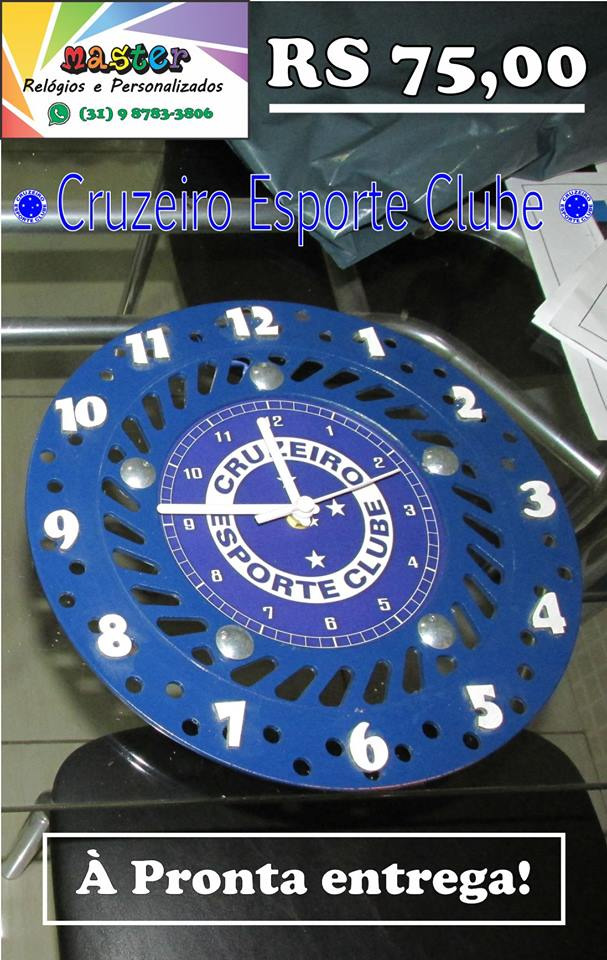 Master
Relógios e Personalizados
(31) 9 8783-3806
RS 75,00
CRUZEIRO ESPORTE CLUBE
Cruzeiro Esporte Clube
CRUZEIRO ESPORTE CLUBE
12
1
2
3
4
5
6
7
8
9
10
11
12
1
2
3
4
5
6
7
8
9
10
11
CRUZEIRO
ESPORTE CLUBE
À Pronta entrega!